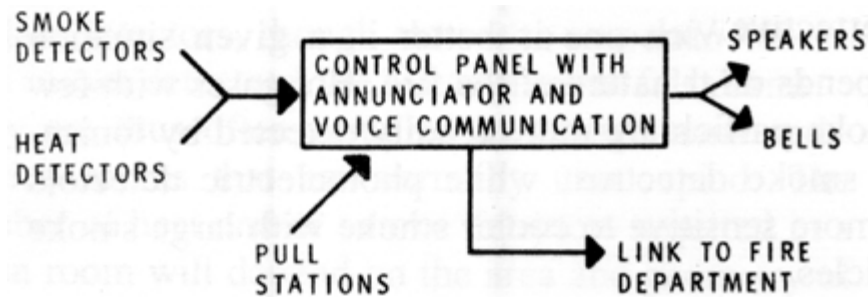 SMOKE
DETECTORS
HEAT
DETECTORS
CONTROL PANEL WITH
ANNUNCIATOR AND
VOICE COMMUNICATION
SPEAKERS
BELLS
PULL
STATIONS
LINK TO FIRE
DEPARTMENT